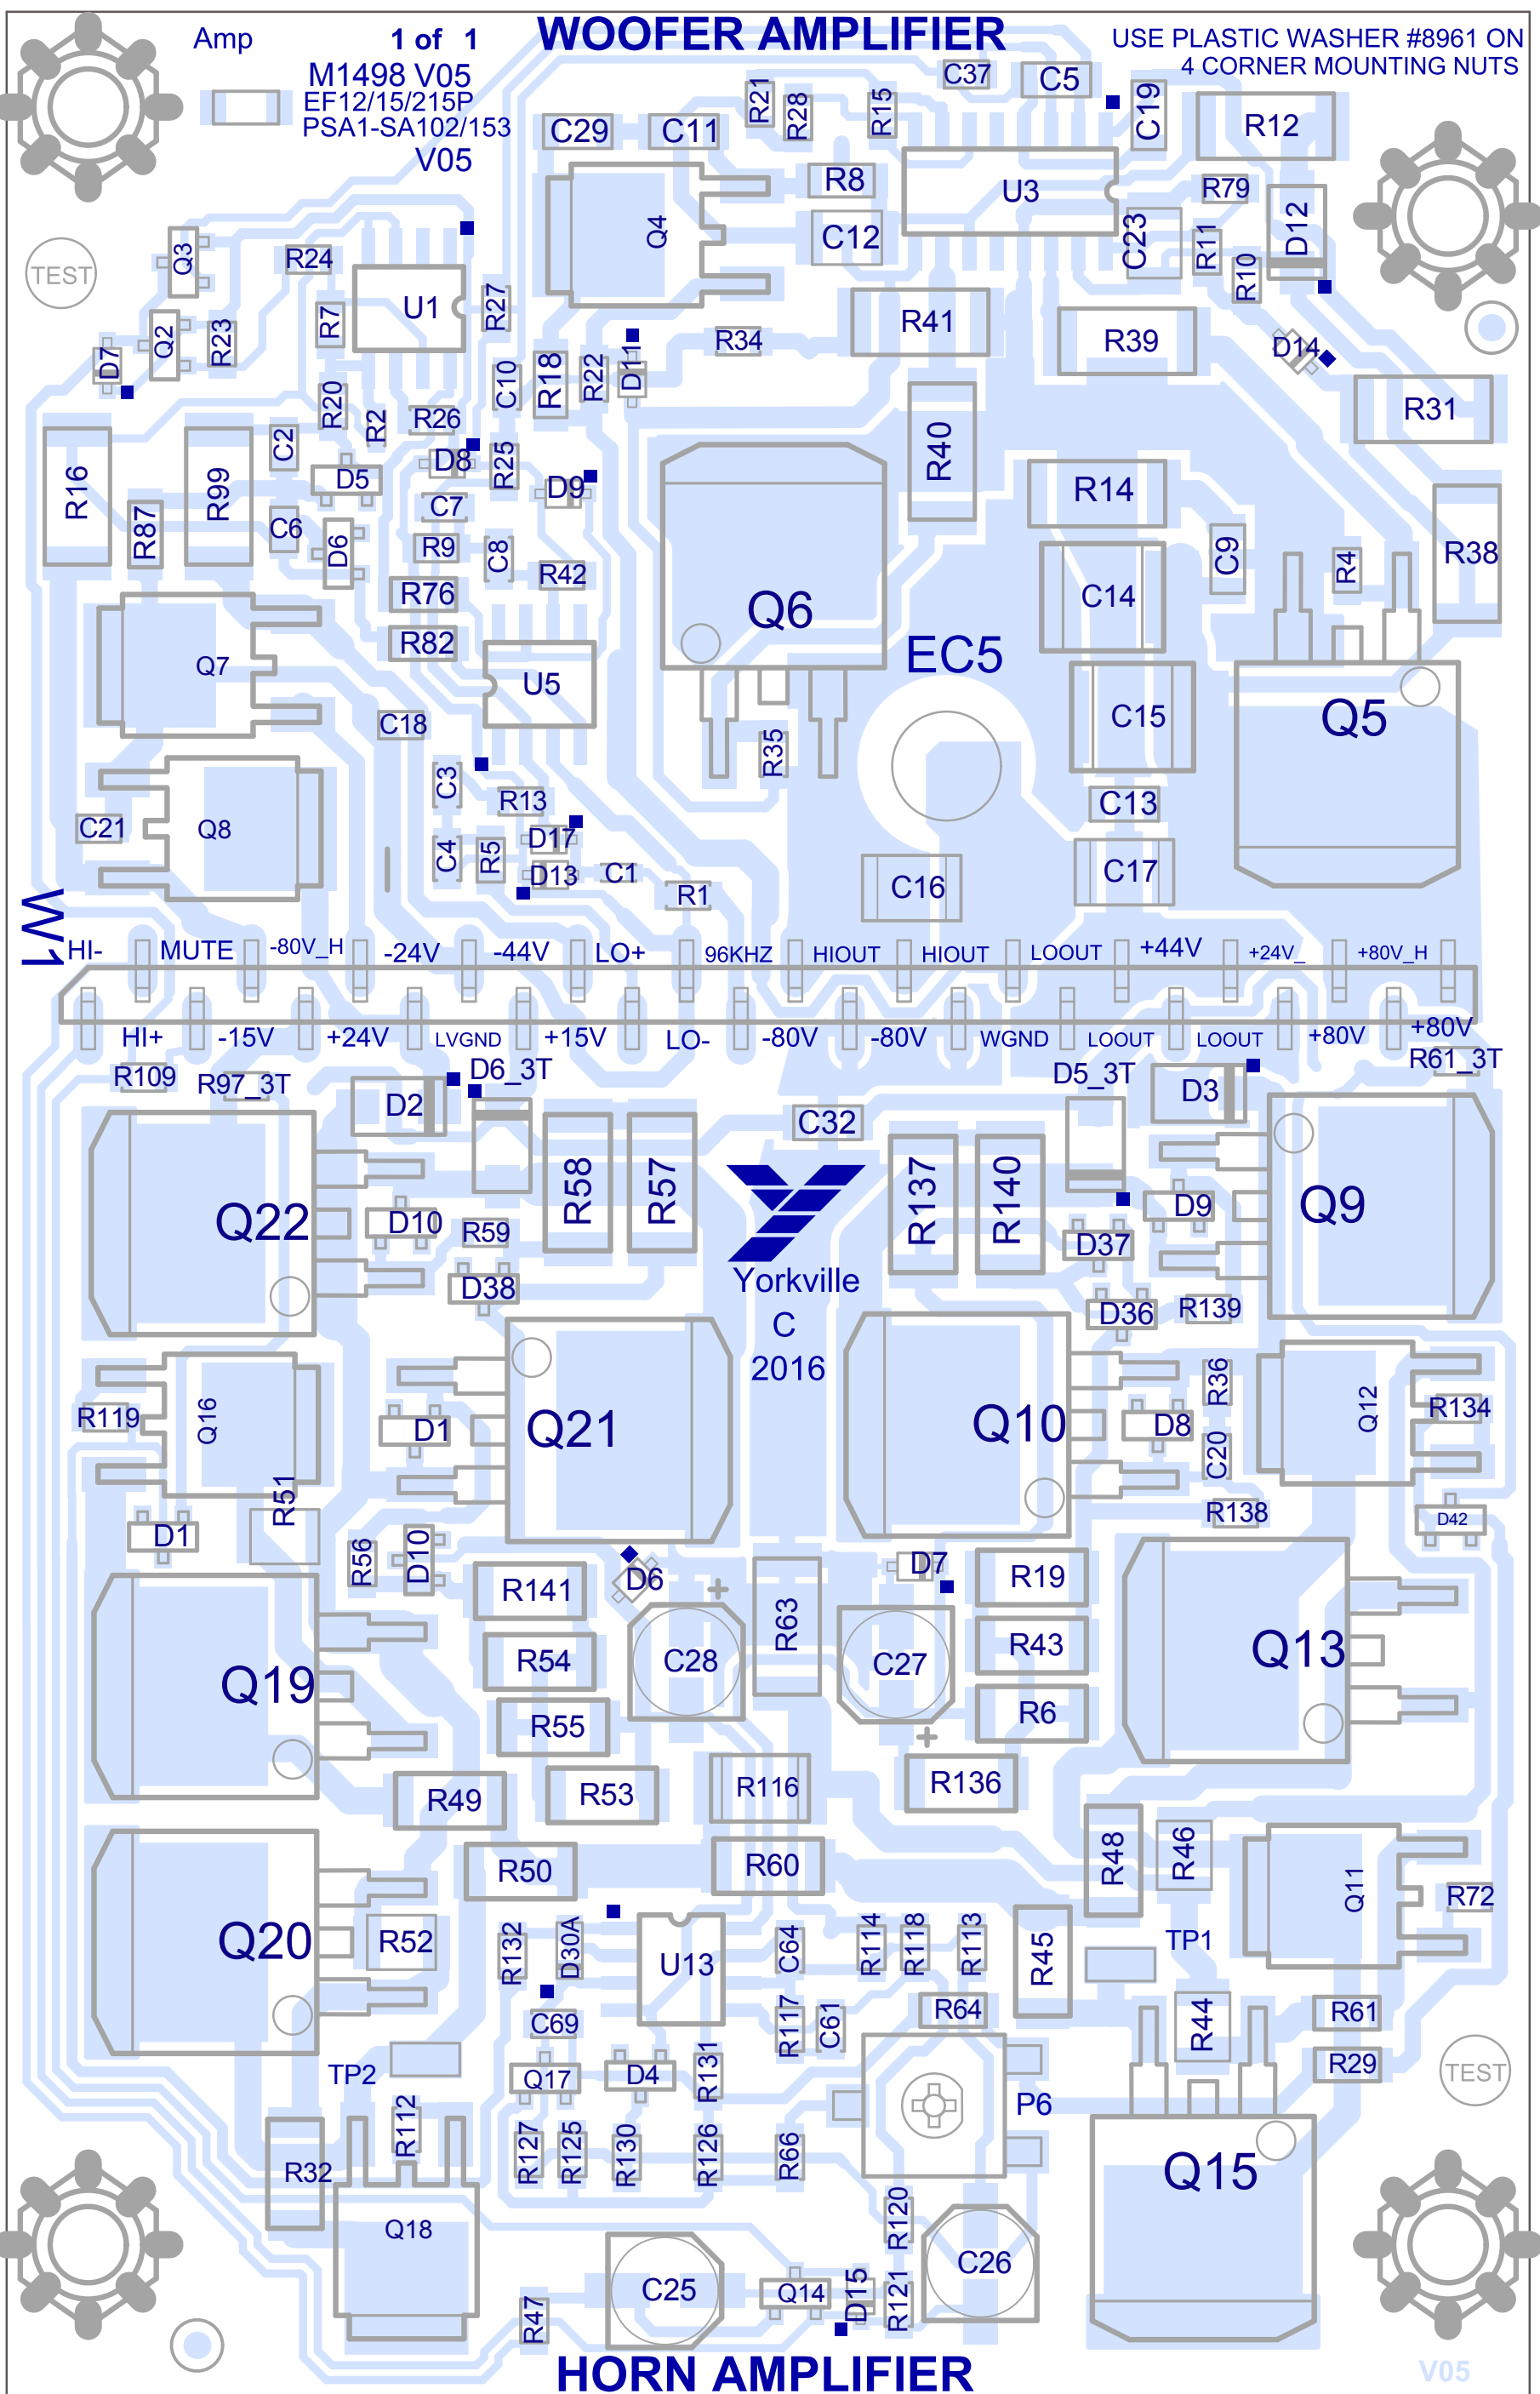 WOOFER AMPLIFIER
Amp
1 of 1
M1498 V05
EF12/15/215P
PSA1-SA102/153
V05
USE PLASTIC WASHER #8961 ON
4 CORNER MOUNTING NUTS
C37
C5
C19
R12
R21
R28
R15
C29
C11
R8
U3
R79
D12
Q4
C12
C23
R11
R10
Q3
R24
TEST
U1
R27
R7
Q2
R23
D7
R41
R34
R39
D14
C10
R18
R22
D11
R31
R20
R2
R26
C2
R16
R99
R87
D5
D8
R25
D9
R40
R14
C7
C6
D6
R9
C8
R42
C9
R4
R38
R76
C14
Q6
R82
Q7
U5
EC5
C18
C15
Q5
R35
C3
R13
C13
C21
Q8
D17
C4
R5
D13
C1
R1
C16
C17
W1
HI-
MUTE
-80V_H
-24V
-44V
LO+
96KHZ
HIOUT
HIOUT
LOOUT
+44V
+24V_
+80V_H
HI+
-15V
+24V
LVGND
+15V
LO-
-80V
-80V
WGND
LOOUT
LOOUT
+80V
+80V
R109
R97_3T
D6_3T
D5_3T
R61_3T
D2
D3
C32
R58
R57
R137
R140
Q22
D10
R59
D9
Q9
D37
D38
Yorkville
C
2016
D36
R139
R119
Q16
D1
Q21
Q10
D8
R36
C20
Q12
R134
R51
R138
D42
D1
R56
D10
R141
D6
D7
R19
R63
Q13
R54
C28
C27
R43
Q19
R55
R6
R49
R53
R116
R136
R50
R60
R48
R46
Q11
R72
Q20
R52
R132
D30A
U13
C64
R114
R118
R113
R45
TP1
C69
R117
C61
R64
R44
R61
TP2
Q17
D4
R131
R29
TEST
P6
R112
R32
R127
R125
R130
R126
R66
Q15
Q18
R120
C25
C26
R47
Q14
D15
R121
HORN AMPLIFIER
V05